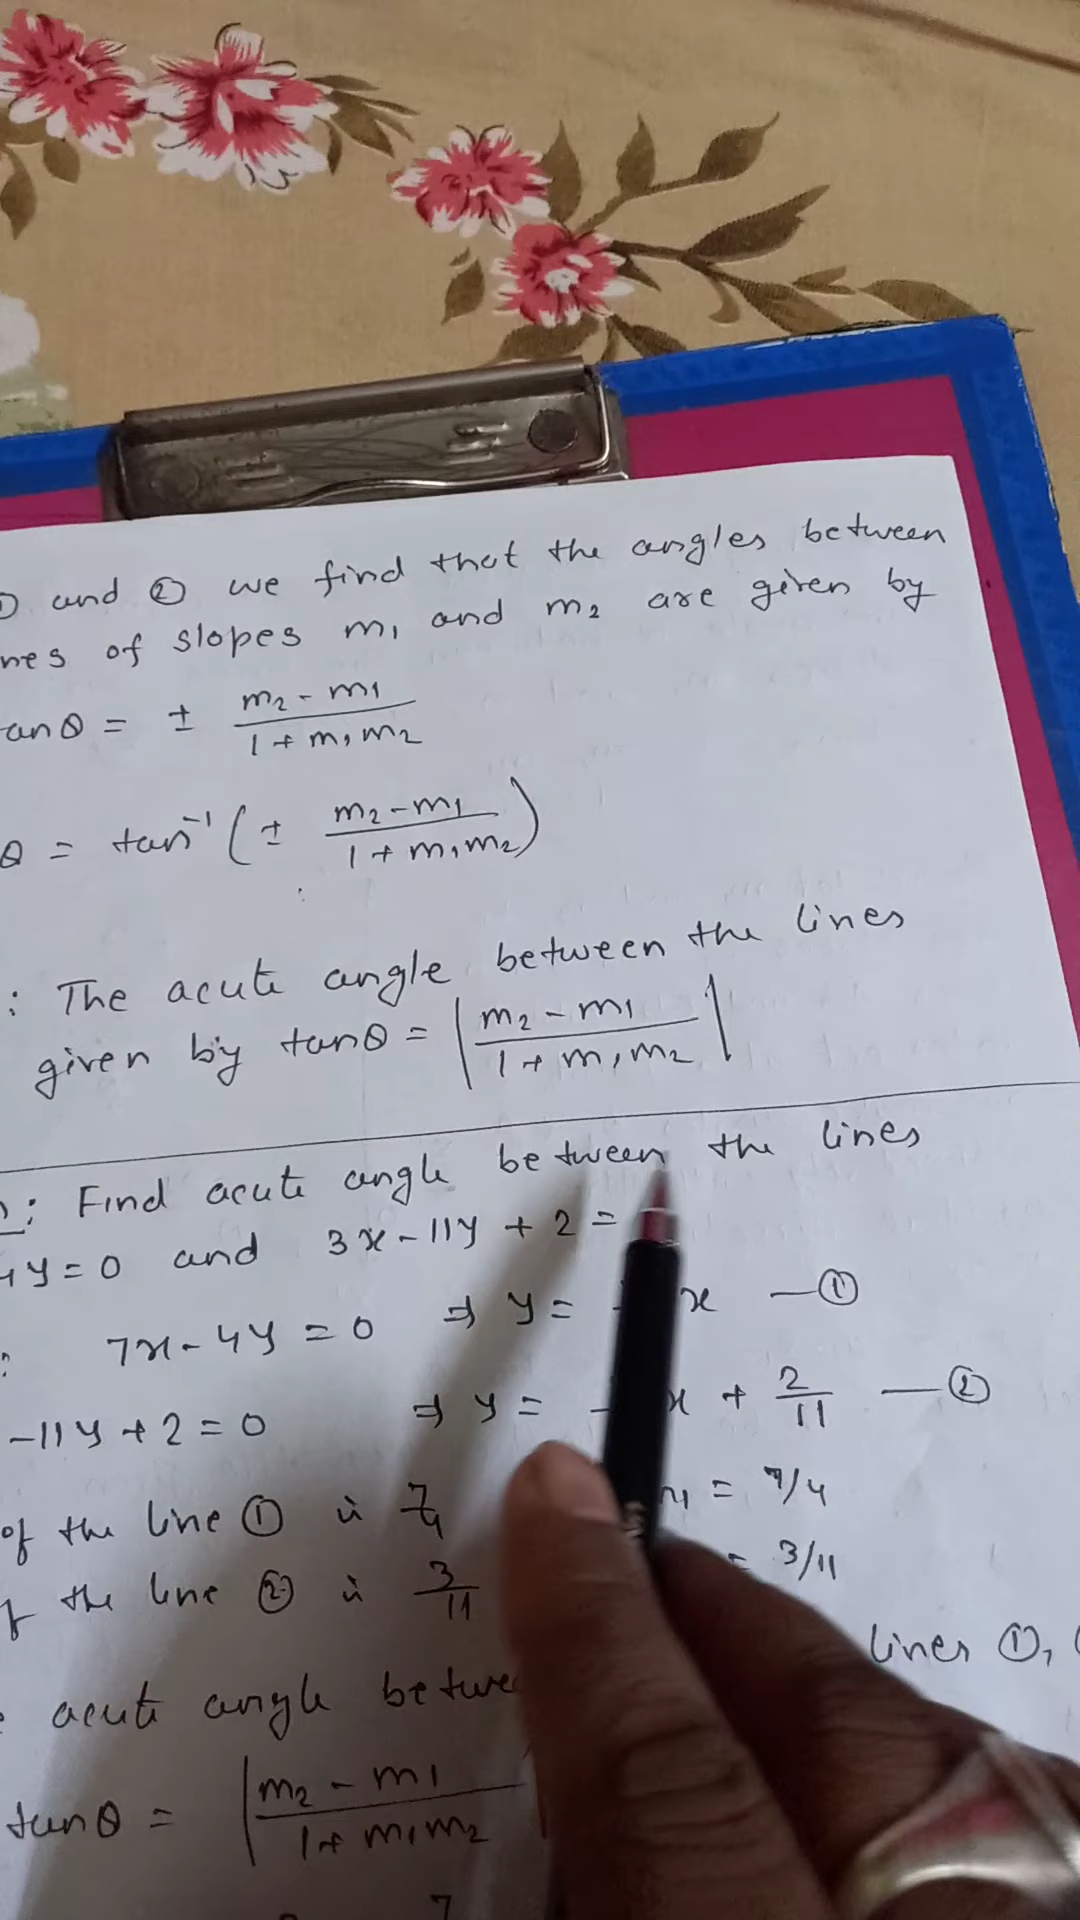 and ② we find that the angles between
of slopes m₁ and m₂ are given by
tanθ = ± (m₂-m₁)/(1+m₁m₂)
θ = tan⁻¹(± (m₂-m₁)/(1+m₁m₂))
: The acute angle between the lines
given by tanθ = |(m₂-m₁)/(1+m₁m₂)|
: Find acute angle between the lines
4y=0 and 3x-11y+2=
7x-4y=0 ⇒ y= x —①
-11y+2=0 ⇒ y= x + 2/11 —②
of the line ① is 7/4 = 7/4
the line ② is 3/11 = 3/11
acute angle lines ①,
tanθ = |(m₂-m₁)/(1+m₁m₂)
7